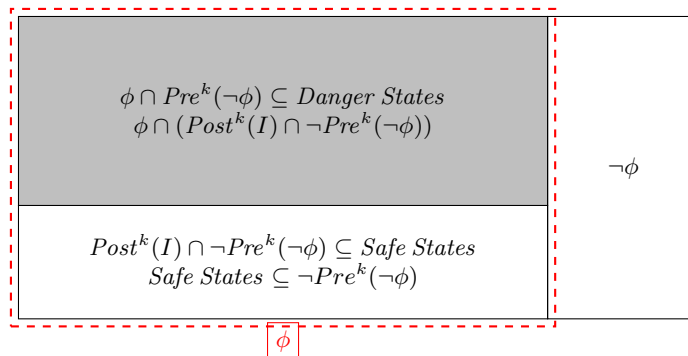 ϕ ∩ Pre^k(¬ϕ) ⊆ Danger States
ϕ ∩ (Post^k(I) ∩ ¬Pre^k(¬ϕ))
¬ϕ
Post^k(I) ∩ ¬Pre^k(¬ϕ) ⊆ Safe States
Safe States ⊆ ¬Pre^k(¬ϕ)
ϕ